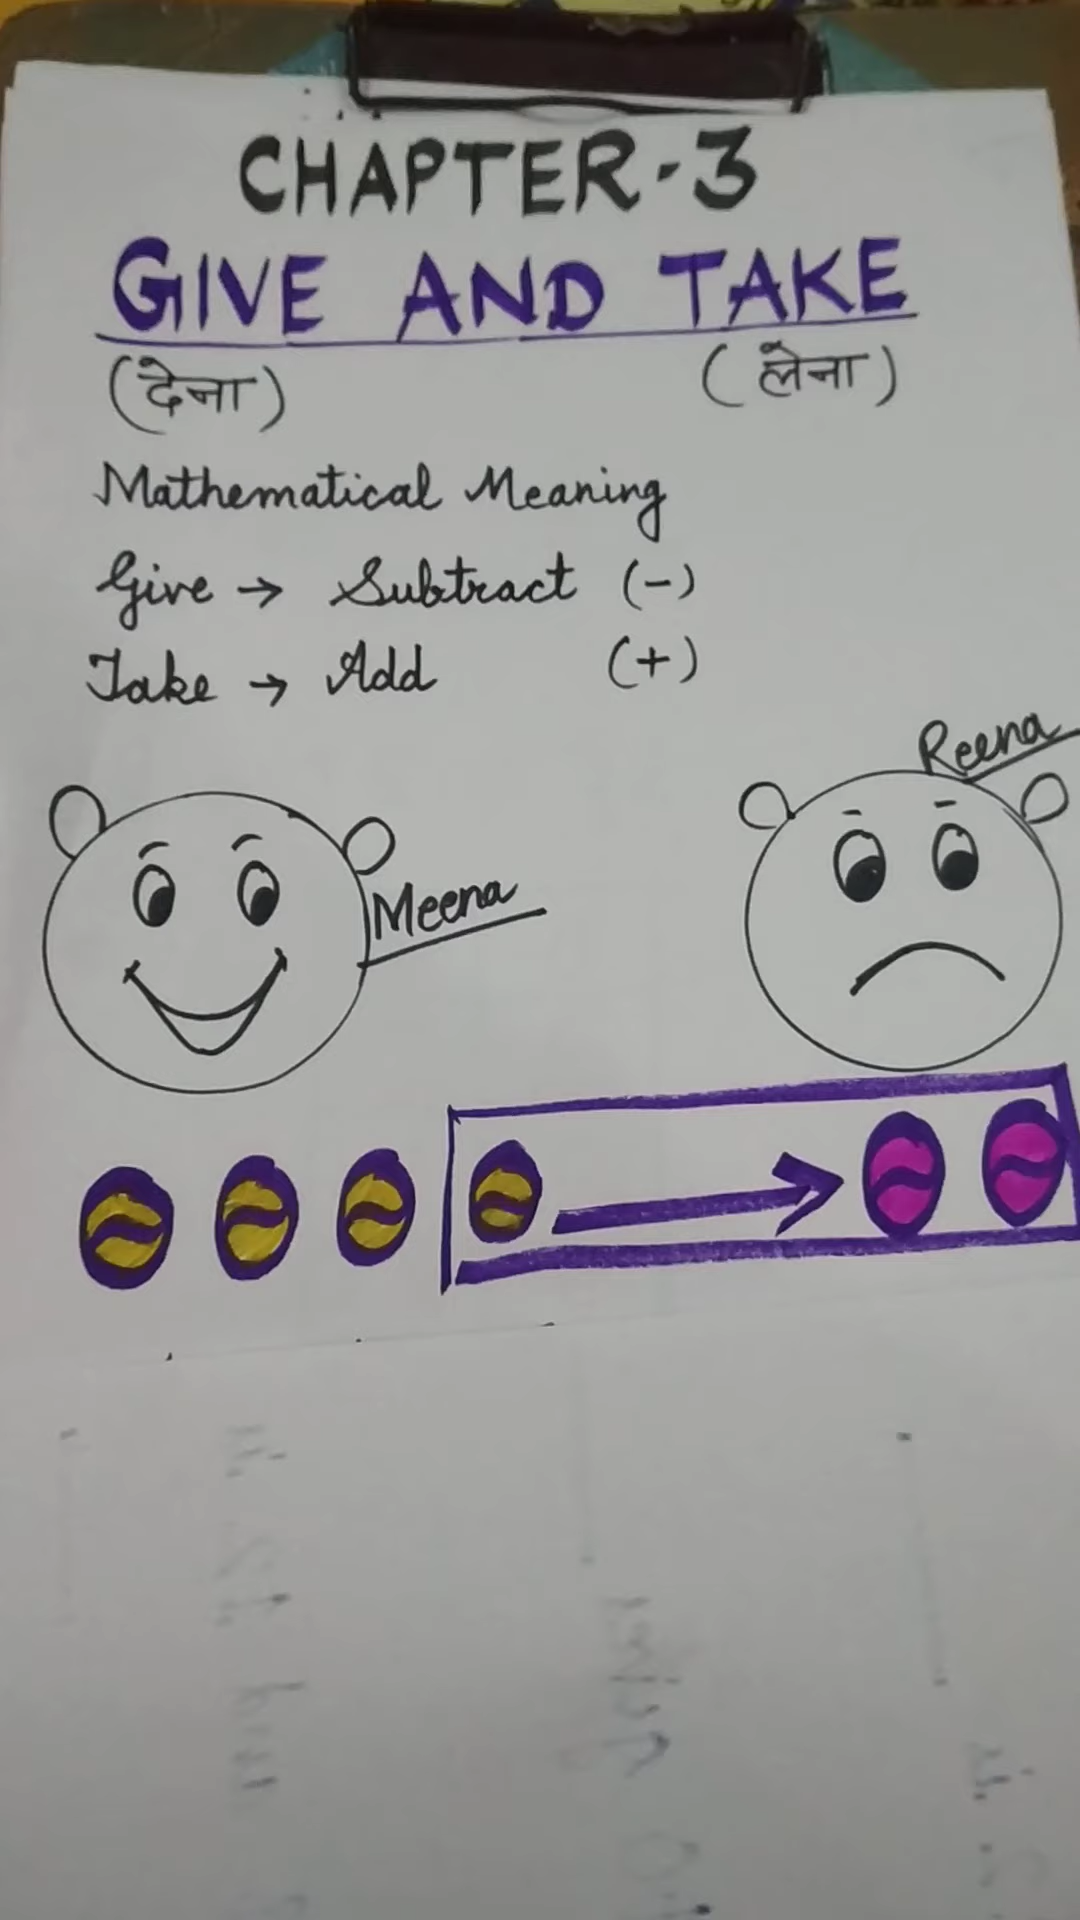 CHAPTER-3
GIVE AND TAKE
(देना) (लेना)
Mathematical Meaning
Give → Subtract (-)
Take → Add (+)
Reena
Meena